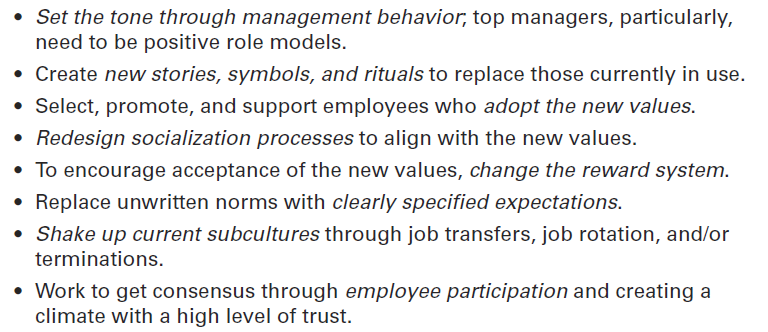 • Set the tone through management behavior; top managers, particularly,
need to be positive role models.
• Create new stories, symbols, and rituals to replace those currently in use.
• Select, promote, and support employees who adopt the new values.
• Redesign socialization processes to align with the new values.
• To encourage acceptance of the new values, change the reward system.
• Replace unwritten norms with clearly specified expectations.
• Shake up current subcultures through job transfers, job rotation, and/or
terminations.
• Work to get consensus through employee participation and creating a
climate with a high level of trust.